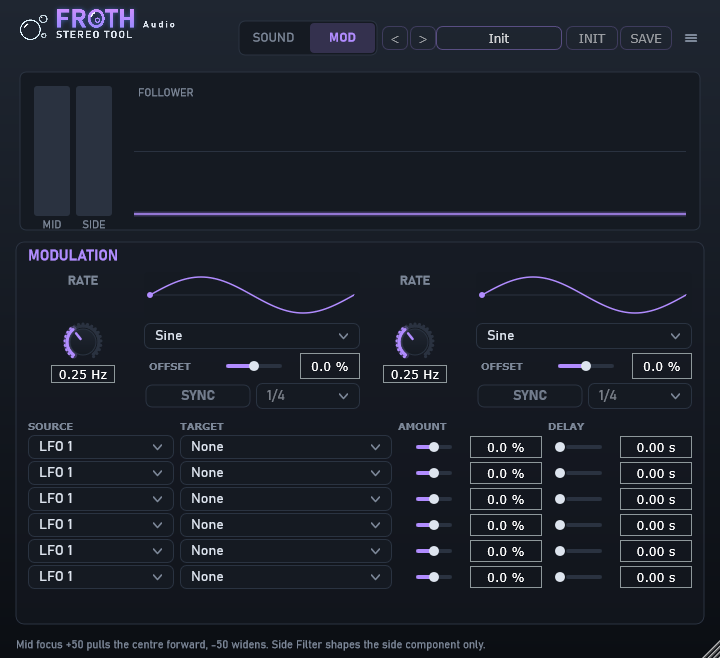 FROTH Audio
STEREO TOOL
SOUND MOD < > Init INIT SAVE
FOLLOWER
MID SIDE
MODULATION
RATE RATE
Sine Sine
OFFSET 0.0 % OFFSET 0.0 %
0.25 Hz 0.25 Hz
SYNC 1/4 SYNC 1/4
SOURCE TARGET AMOUNT DELAY
LFO 1 None 0.0 % 0.00 s
LFO 1 None 0.0 % 0.00 s
LFO 1 None 0.0 % 0.00 s
LFO 1 None 0.0 % 0.00 s
LFO 1 None 0.0 % 0.00 s
LFO 1 None 0.0 % 0.00 s
Mid focus +50 pulls the centre forward, -50 widens. Side Filter shapes the side component only.